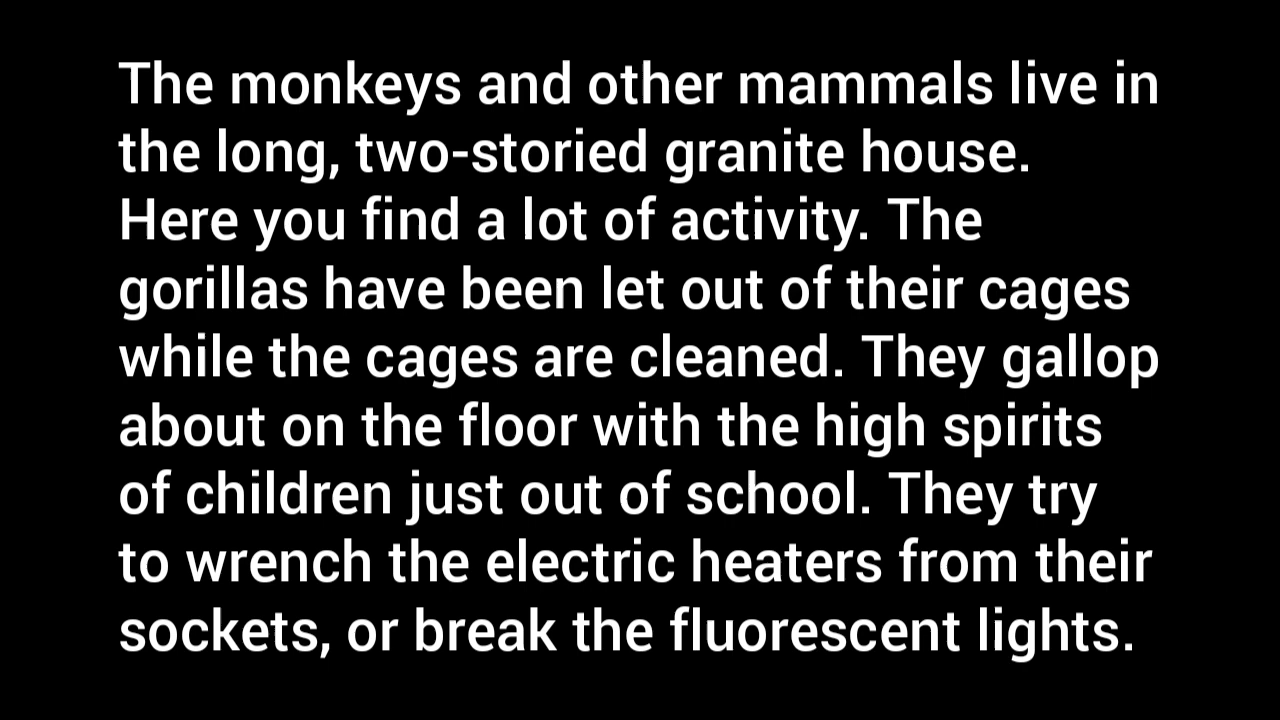 The monkeys and other mammals live in
the long, two-storied granite house.
Here you find a lot of activity. The
gorillas have been let out of their cages
while the cages are cleaned. They gallop
about on the floor with the high spirits
of children just out of school. They try
to wrench the electric heaters from their
sockets, or break the fluorescent lights.